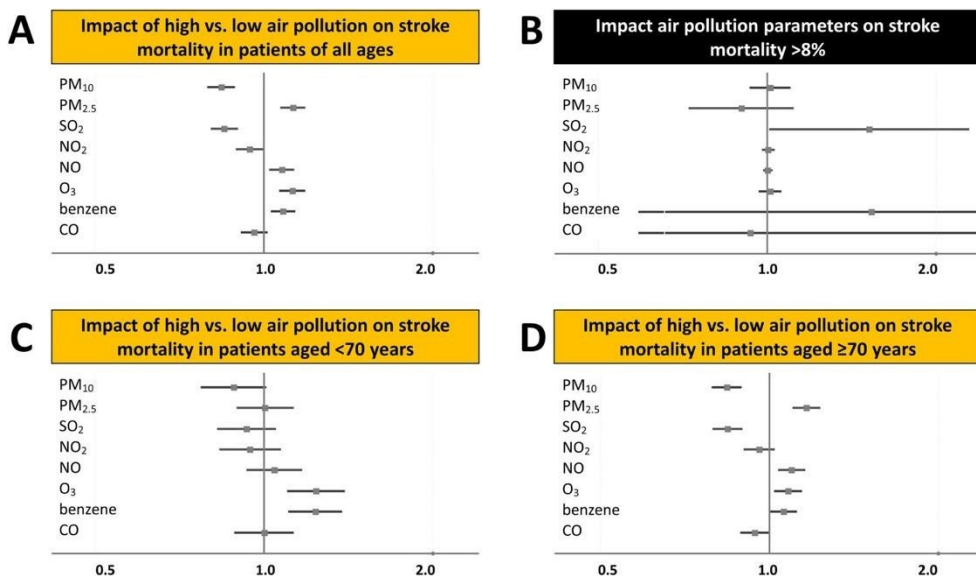 A
Impact of high vs. low air pollution on stroke
mortality in patients of all ages
PM₁₀
PM₂.₅
SO₂
NO₂
NO
O₃
benzene
CO
0.5 1.0 2.0
B
Impact air pollution parameters on stroke
mortality >8%
PM₁₀
PM₂.₅
SO₂
NO₂
NO
O₃
benzene
CO
0.5 1.0 2.0
C
Impact of high vs. low air pollution on stroke
mortality in patients aged <70 years
PM₁₀
PM₂.₅
SO₂
NO₂
NO
O₃
benzene
CO
0.5 1.0 2.0
D
Impact of high vs. low air pollution on stroke
mortality in patients aged ≥70 years
PM₁₀
PM₂.₅
SO₂
NO₂
NO
O₃
benzene
CO
0.5 1.0 2.0